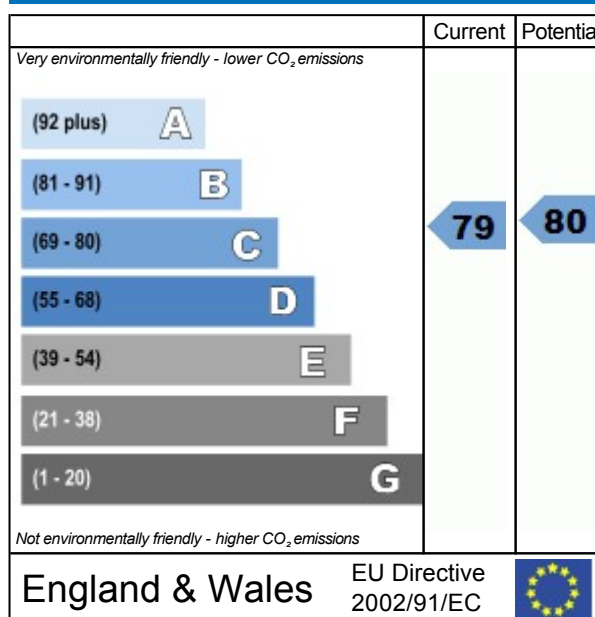 Current Potentia
Very environmentally friendly - lower CO₂ emissions
(92 plus) A
(81 - 91) B
(69 - 80) C
79 80
(55 - 68) D
(39 - 54) E
(21 - 38) F
(1 - 20) G
Not environmentally friendly - higher CO₂ emissions
England & Wales
EU Directive
2002/91/EC